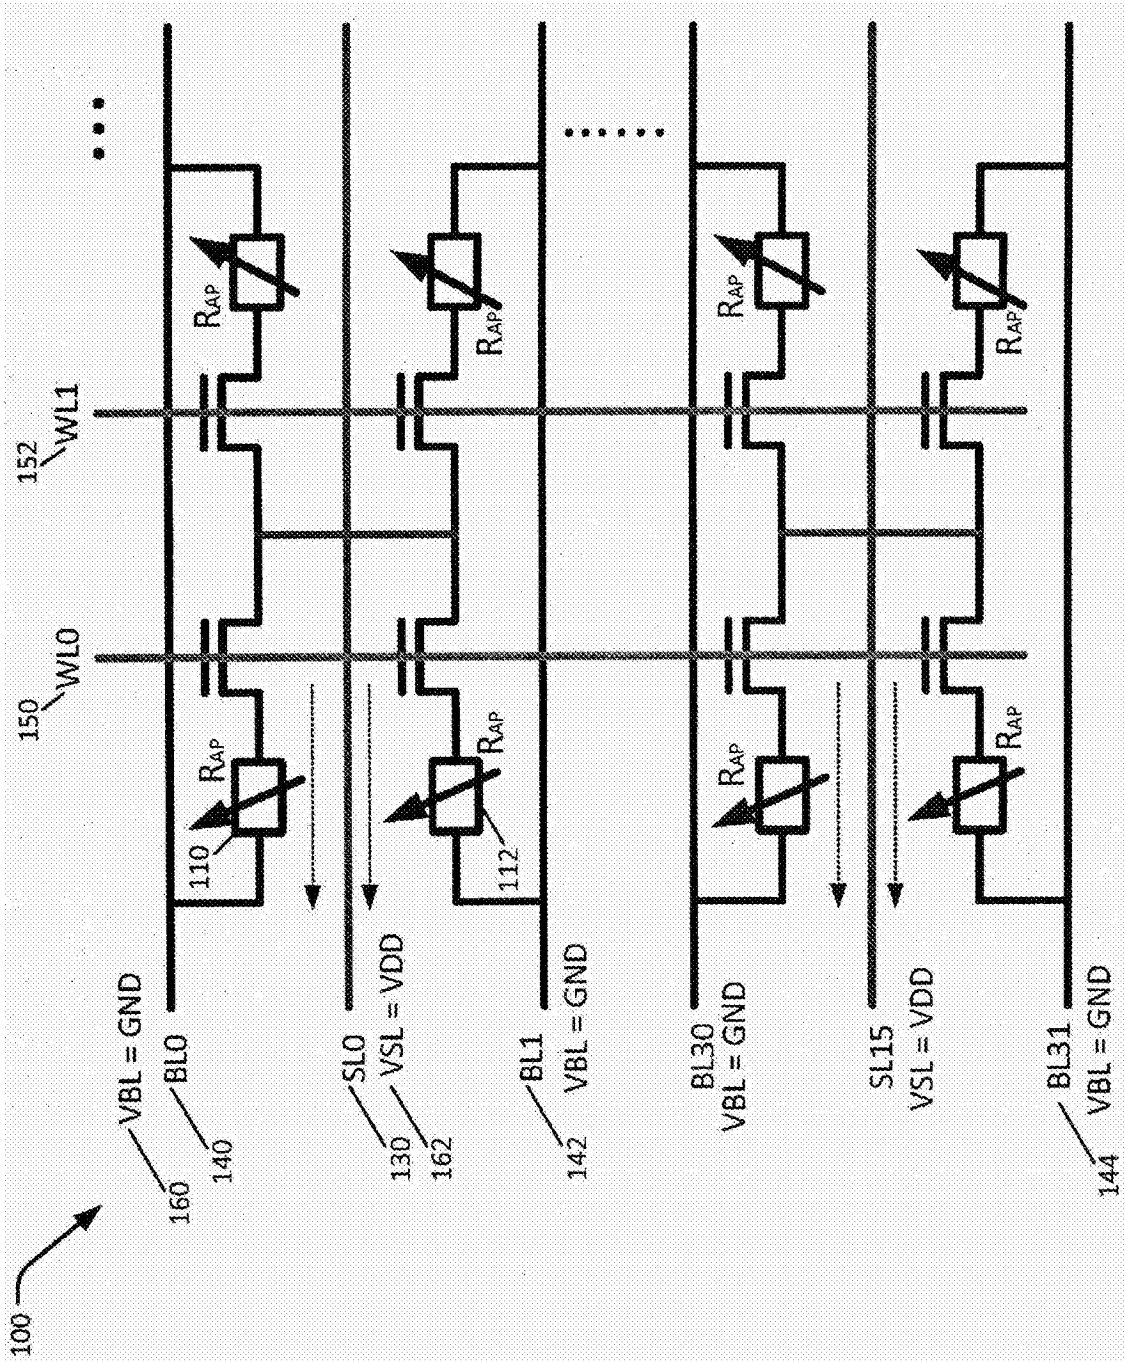 100
160
VBL = GND
140
BL0
130
SL0
162
VSL = VDD
142
BL1
VBL = GND
BL30
VBL = GND
SL15
VSL = VDD
144
BL31
VBL = GND
110
RAP
112
RAP
RAP
RAP
150
WL0
152
WL1
RAP
RAP
RAP
RAP